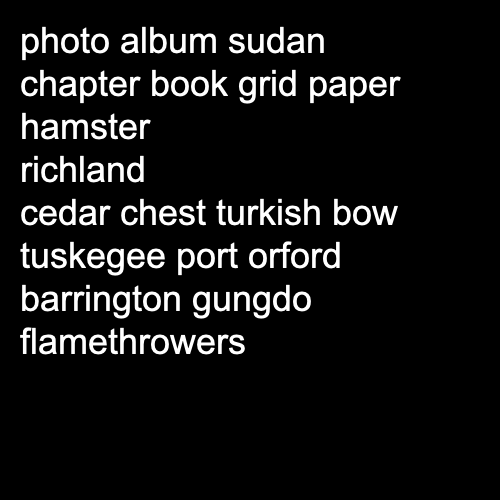 photo album sudan
chapter book grid paper
hamster
richland
cedar chest turkish bow
tuskegee port orford
barrington gungdo
flamethrowers